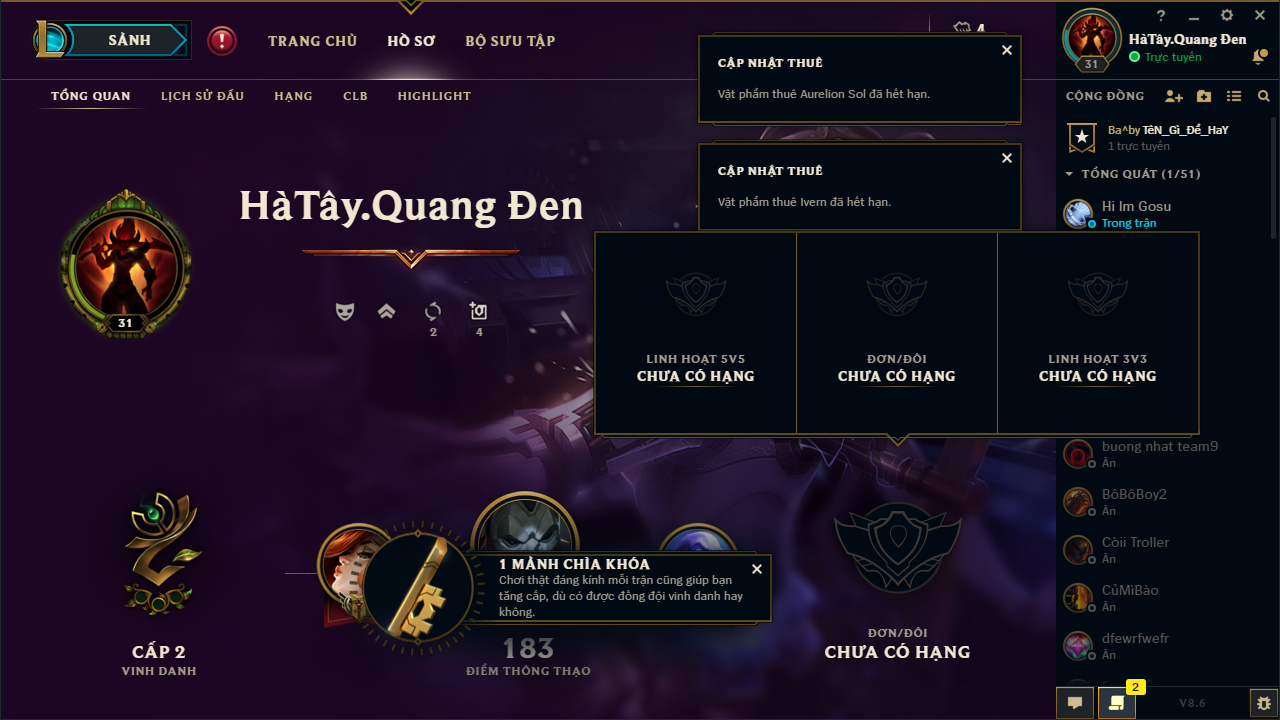 SẢNH
TRANG CHỦ
HỒ SƠ
BỘ SƯU TẬP
4
HàTây.Quang Đen
31
Trực tuyến
TỔNG QUAN
LỊCH SỬ ĐẤU
HẠNG
CLB
HIGHLIGHT
CẬP NHẬT THUÊ
Vật phẩm thuê Aurelion Sol đã hết hạn.
CẬP NHẬT THUÊ
Vật phẩm thuê Ivern đã hết hạn.
CỘNG ĐỒNG
Ba^by TêN_Gì_Để_HaY
1 trực tuyến
TỔNG QUÁT (1/51)
Hi Im Gosu
Trong trận
HàTây.Quang Đen
31
2
4
LINH HOẠT 5V5
CHƯA CÓ HẠNG
ĐƠN/ĐÔI
CHƯA CÓ HẠNG
LINH HOẠT 3V3
CHƯA CÓ HẠNG
buong nhat team9
Ẩn
BôBôBoy2
Ẩn
Còii Troller
Ẩn
CủMiBào
Ẩn
dfewrfwefr
Ẩn
1 MẢNH CHÌA KHÓA
Chơi thật đáng kính mỗi trận cũng giúp bạn
tăng cấp, dù có được đồng đội vinh danh hay
không.
CẤP 2
VINH DANH
183
ĐIỂM THÔNG THẠO
ĐƠN/ĐÔI
CHƯA CÓ HẠNG
2
V8.6